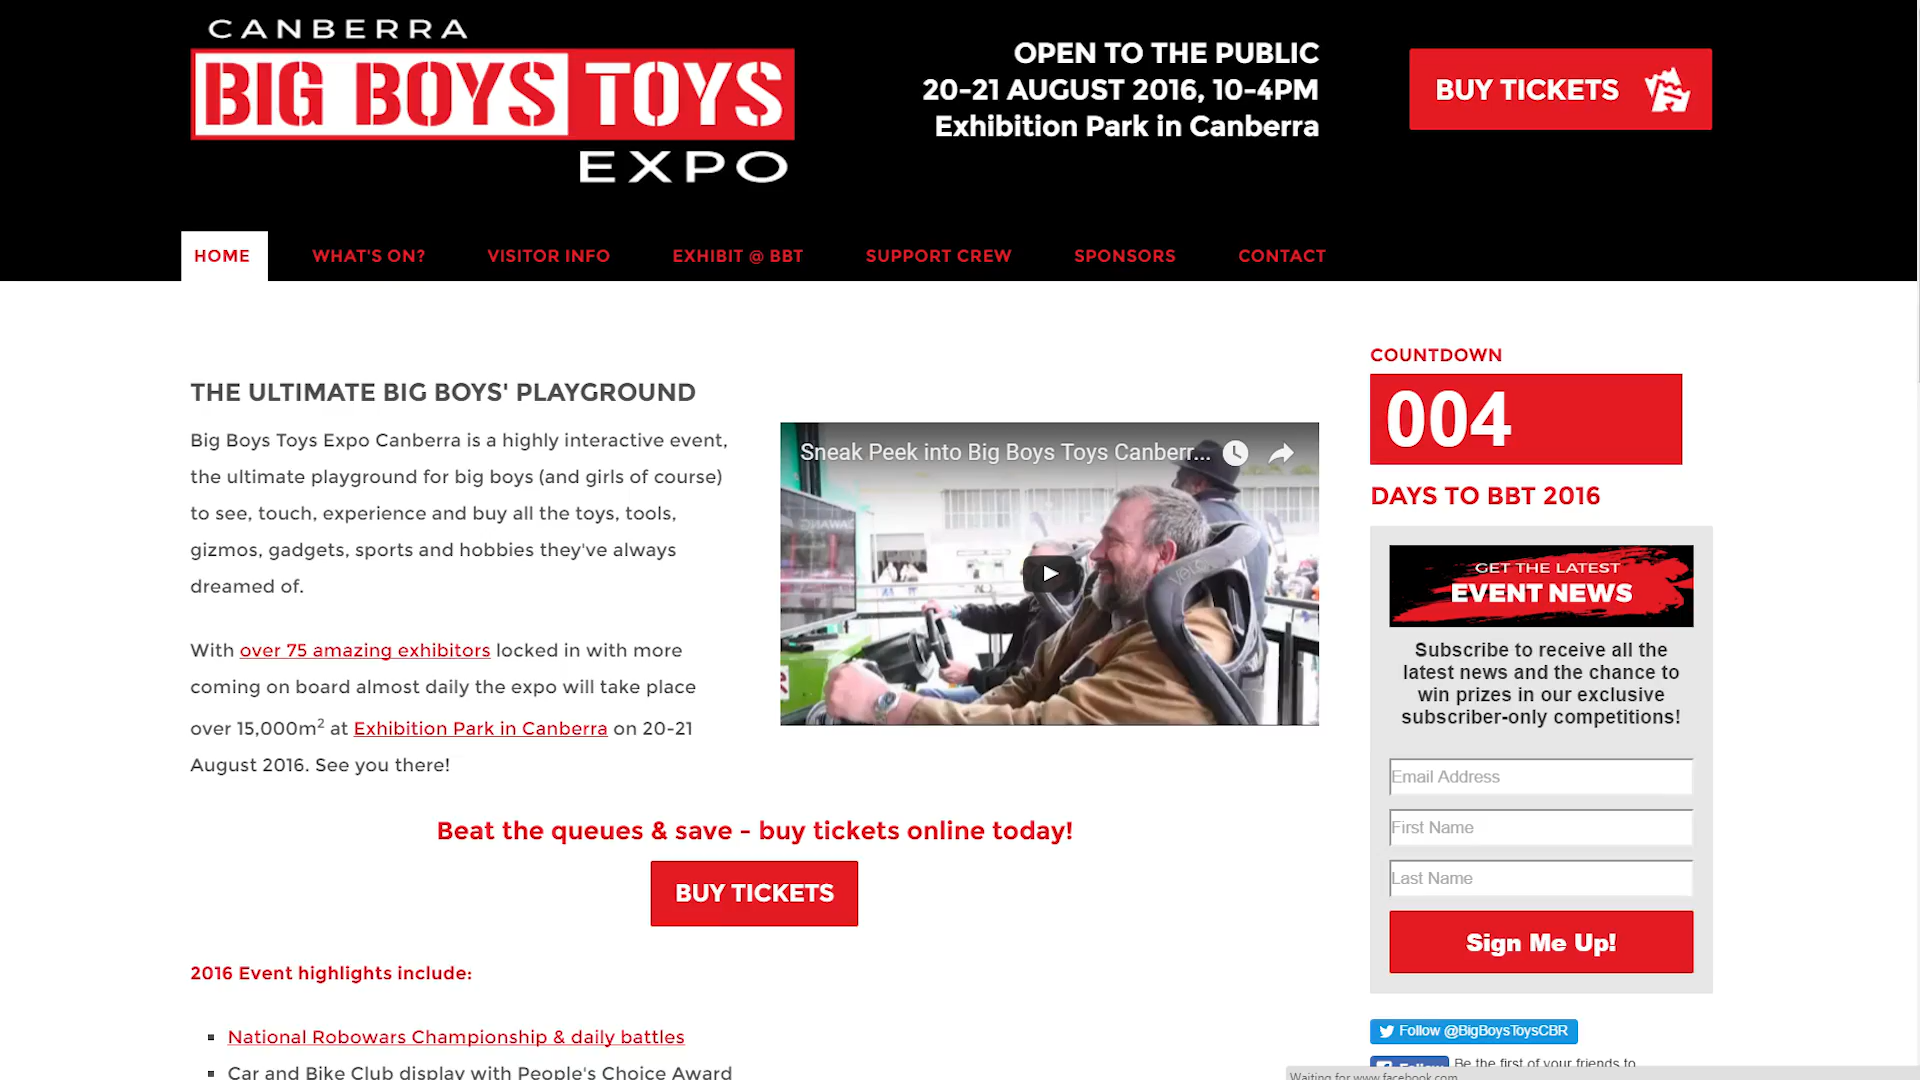 CANBERRA
BIG BOYS TOYS
EXPO
OPEN TO THE PUBLIC
20-21 AUGUST 2016, 10-4PM
Exhibition Park in Canberra
BUY TICKETS
HOME
WHAT'S ON?
VISITOR INFO
EXHIBIT @ BBT
SUPPORT CREW
SPONSORS
CONTACT
THE ULTIMATE BIG BOYS' PLAYGROUND
Big Boys Toys Expo Canberra is a highly interactive event,
the ultimate playground for big boys (and girls of course)
to see, touch, experience and buy all the toys, tools,
gizmos, gadgets, sports and hobbies they've always
dreamed of.
With over 75 amazing exhibitors locked in with more
coming on board almost daily the expo will take place
over 15,000m² at Exhibition Park in Canberra on 20-21
August 2016. See you there!
Sneak Peek into Big Boys Toys Canberr...
Beat the queues & save - buy tickets online today!
BUY TICKETS
2016 Event highlights include:
National Robowars Championship & daily battles
Car and Bike Club display with People's Choice Award
COUNTDOWN
004
DAYS TO BBT 2016
GET THE LATEST
EVENT NEWS
Subscribe to receive all the
latest news and the chance to
win prizes in our exclusive
subscriber-only competitions!
Email Address
First Name
Last Name
Sign Me Up!
Follow @BigBoysToysCBR
Follow
Be the first of your friends to
Waiting for www.facebook.com